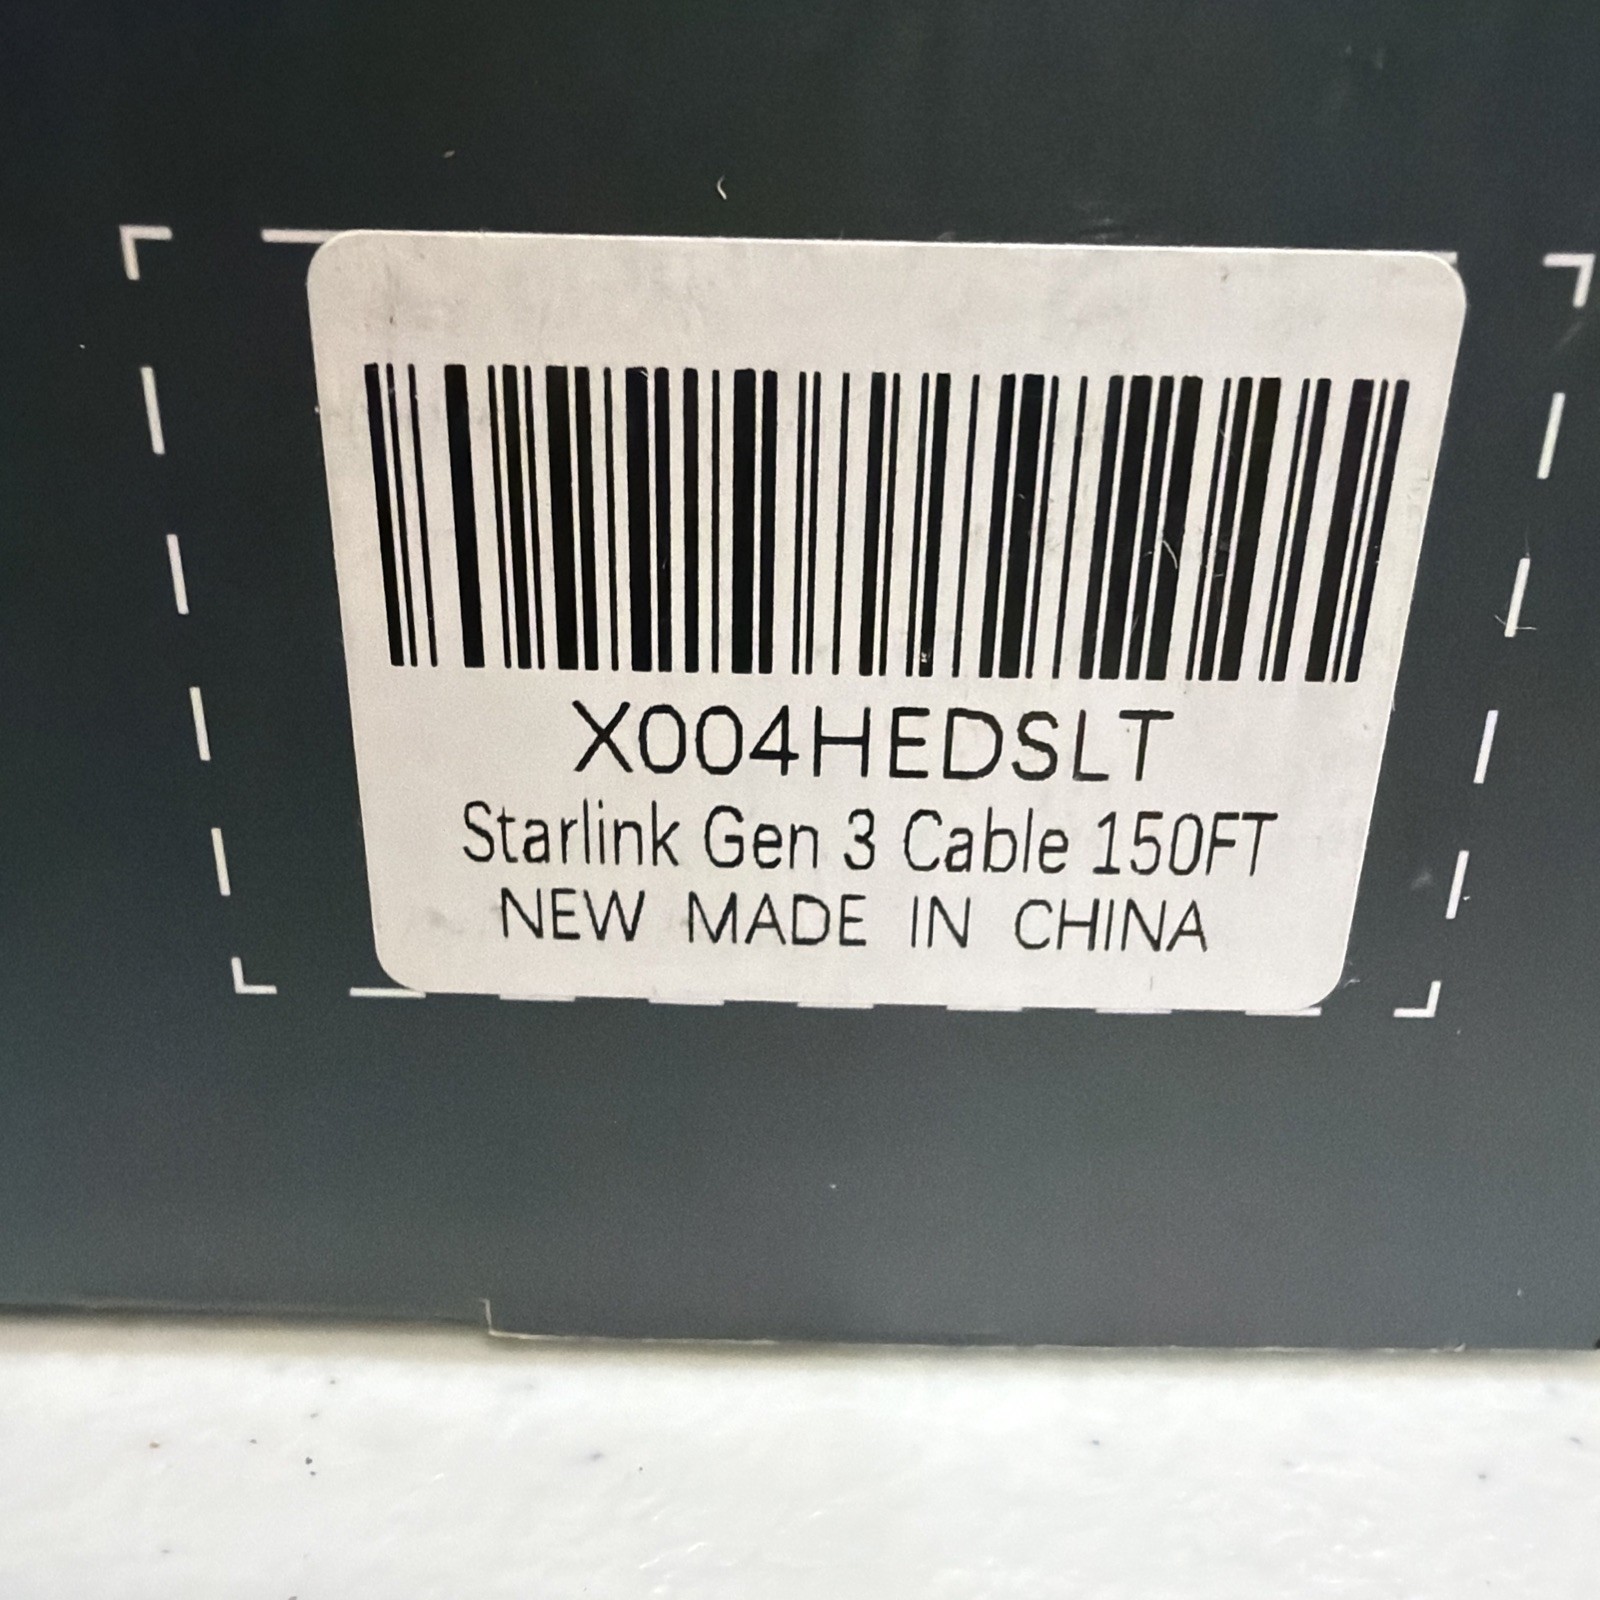 X004HEDSLT
Starlink Gen 3 Cable 150FT
NEW MADE IN CHINA